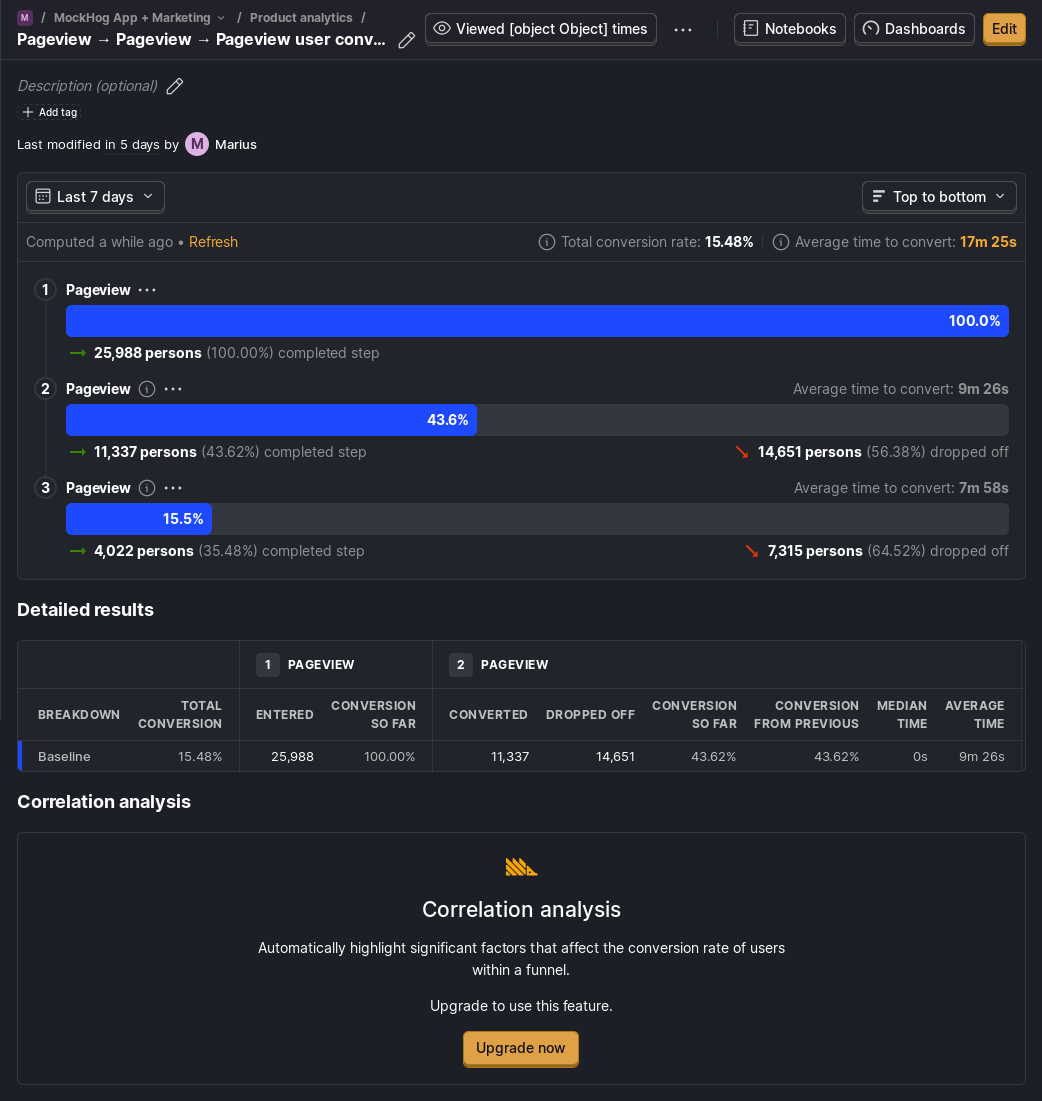 M / MockHog App + Marketing / Product analytics /
Pageview → Pageview → Pageview user conv...
Viewed [object Object] times
Notebooks
Dashboards
Edit
Description (optional)
Add tag
Last modified in 5 days by M Marius
Last 7 days
Top to bottom
Computed a while ago • Refresh
Total conversion rate: 15.48%
Average time to convert: 17m 25s
1 Pageview
100.0%
25,988 persons (100.00%) completed step
2 Pageview
Average time to convert: 9m 26s
43.6%
11,337 persons (43.62%) completed step
14,651 persons (56.38%) dropped off
3 Pageview
Average time to convert: 7m 58s
15.5%
4,022 persons (35.48%) completed step
7,315 persons (64.52%) dropped off
Detailed results
1 PAGEVIEW
2 PAGEVIEW
BREAKDOWN
TOTAL
CONVERSION
ENTERED
CONVERSION
SO FAR
CONVERTED
DROPPED OFF
CONVERSION
SO FAR
CONVERSION
FROM PREVIOUS
MEDIAN
TIME
AVERAGE
TIME
Baseline 15.48% 25,988 100.00% 11,337 14,651 43.62% 43.62% 0s 9m 26s
Correlation analysis
Correlation analysis
Automatically highlight significant factors that affect the conversion rate of users
within a funnel.
Upgrade to use this feature.
Upgrade now